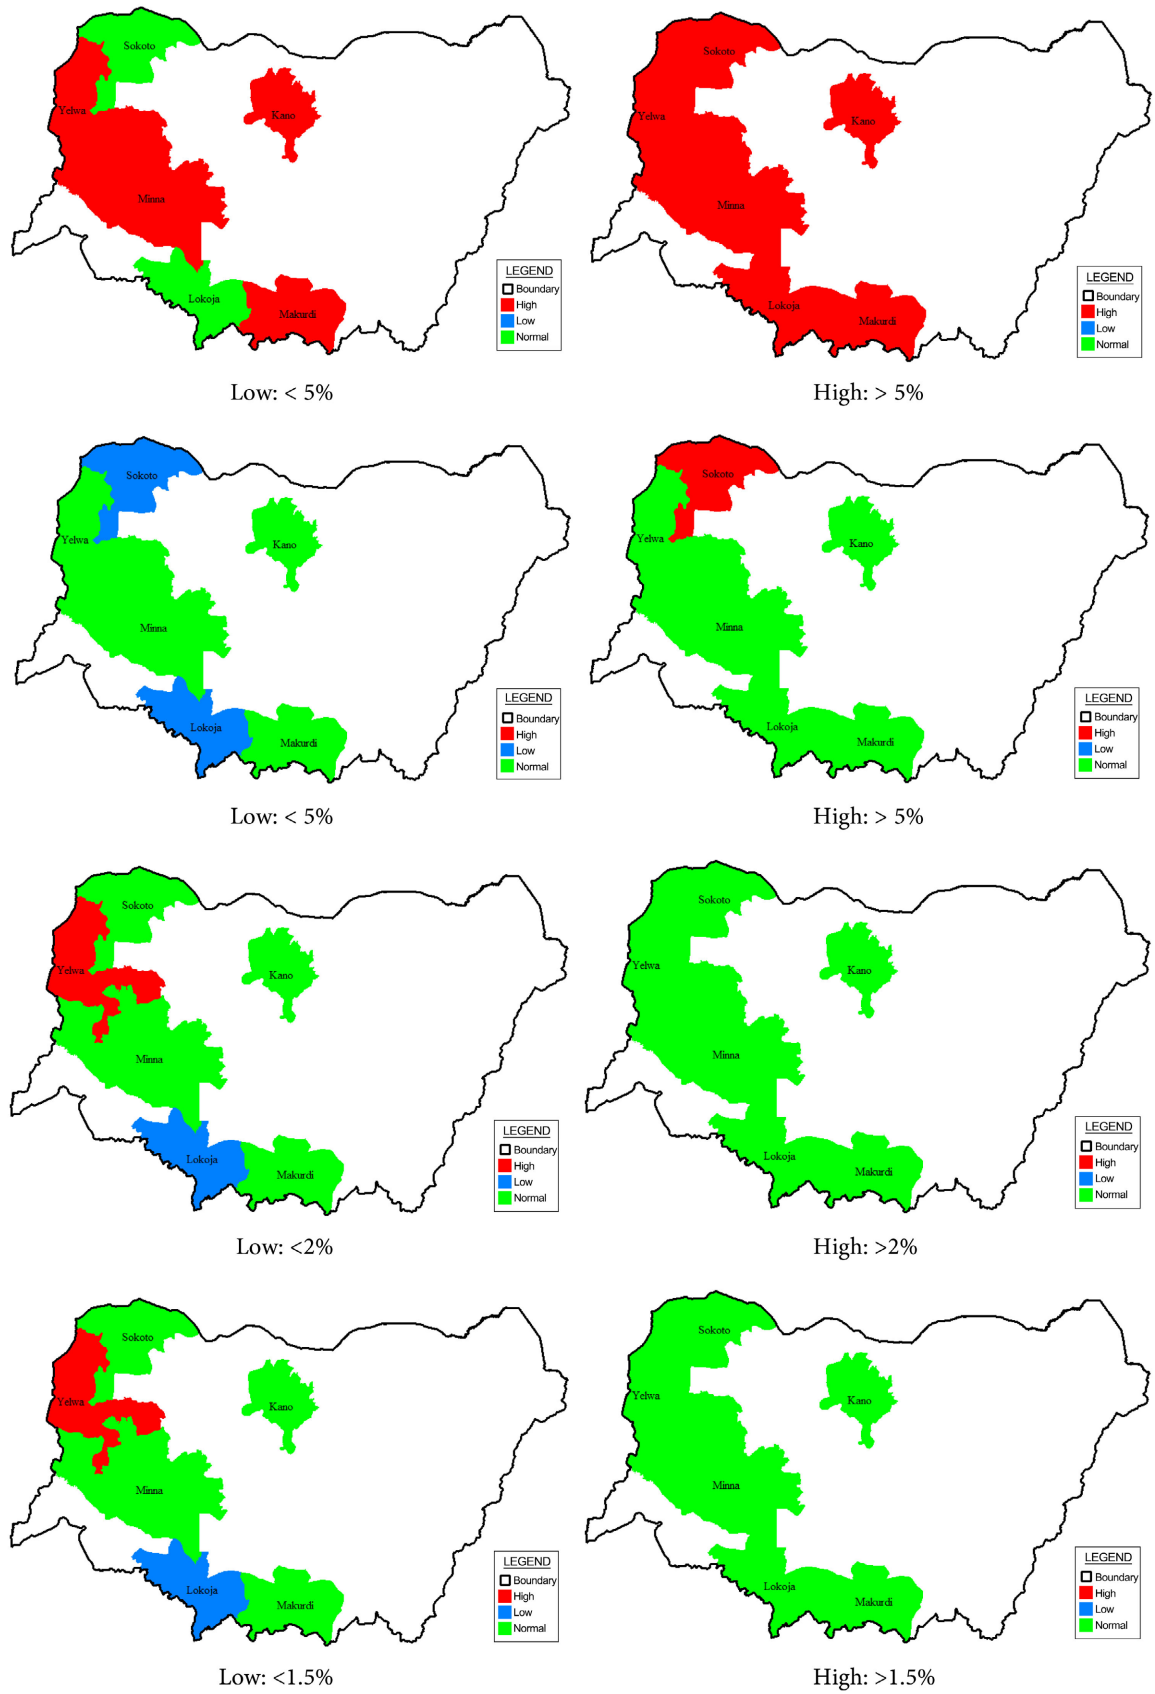 Sokoto
Yelwa
Kano
Minna
Lokoja
Makurdi
LEGEND
Boundary
High
Low
Normal
Low: < 5%
Sokoto
Yelwa
Kano
Minna
Lokoja
Makurdi
LEGEND
Boundary
High
Low
Normal
High: > 5%
Sokoto
Yelwa
Kano
Minna
Lokoja
Makurdi
LEGEND
Boundary
High
Low
Normal
Low: < 5%
Sokoto
Yelwa
Kano
Minna
Lokoja
Makurdi
LEGEND
Boundary
High
Low
Normal
High: > 5%
Sokoto
Yelwa
Kano
Minna
Lokoja
Makurdi
LEGEND
Boundary
High
Low
Normal
Low: <2%
Sokoto
Yelwa
Kano
Minna
Lokoja
Makurdi
LEGEND
Boundary
High
Low
Normal
High: >2%
Sokoto
Yelwa
Kano
Minna
Lokoja
Makurdi
LEGEND
Boundary
High
Low
Normal
Low: <1.5%
Sokoto
Yelwa
Kano
Minna
Lokoja
Makurdi
LEGEND
Boundary
High
Low
Normal
High: >1.5%